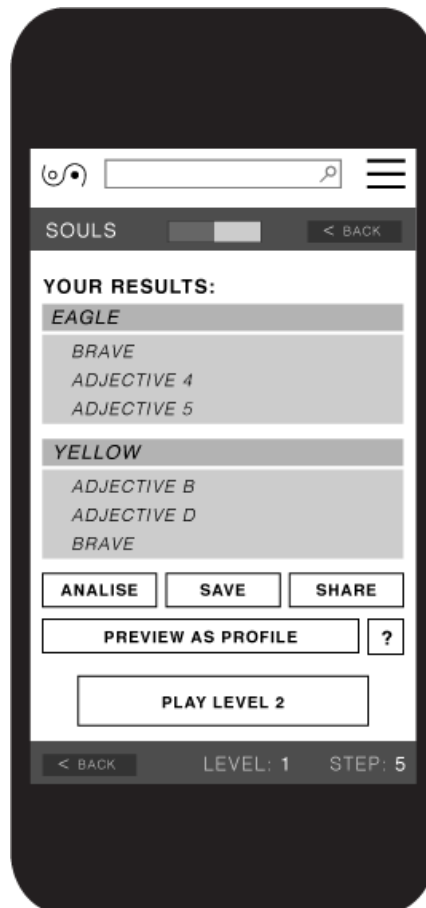 SOULS < BACK
YOUR RESULTS:
EAGLE
BRAVE
ADJECTIVE 4
ADJECTIVE 5
YELLOW
ADJECTIVE B
ADJECTIVE D
BRAVE
ANALISE SAVE SHARE
PREVIEW AS PROFILE ?
PLAY LEVEL 2
< BACK LEVEL: 1 STEP: 5